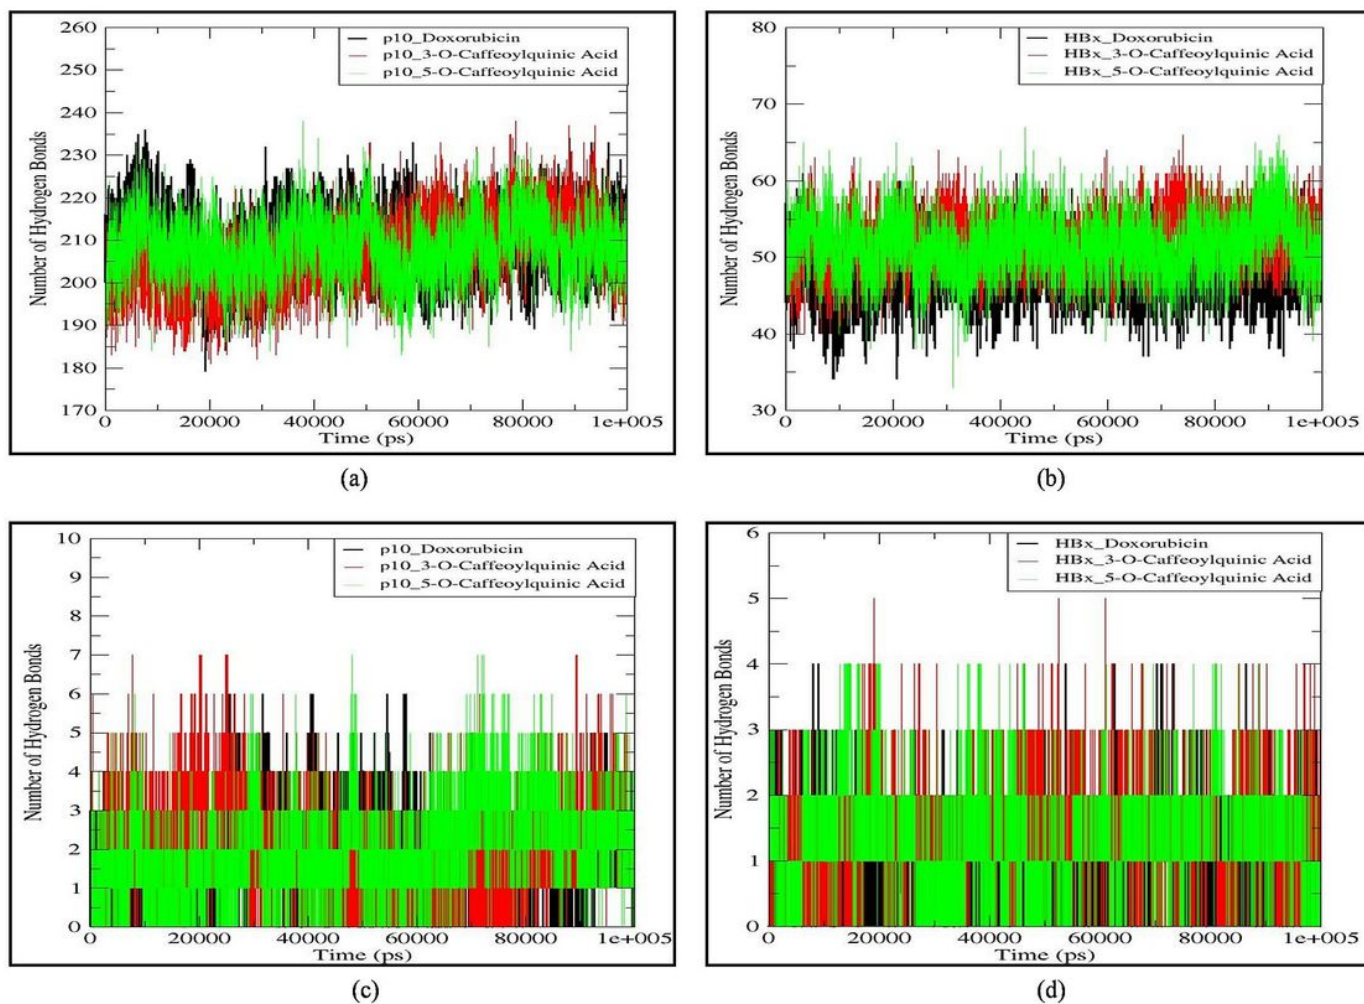 p10_Doxorubicin
p10_3-O-Caffeoylquinic Acid
p10_5-O-Caffeoylquinic Acid
260
250
240
230
220
210
200
190
180
170
Number of Hydrogen Bonds
0 20000 40000 60000 80000 1e+005
Time (ps)
(a)
HBx_Doxorubicin
HBx_3-O-Caffeoylquinic Acid
HBx_5-O-Caffeoylquinic Acid
80
70
60
50
40
30
Number of Hydrogen Bonds
0 20000 40000 60000 80000 1e+005
Time (ps)
(b)
p10_Doxorubicin
p10_3-O-Caffeoylquinic Acid
p10_5-O-Caffeoylquinic Acid
10
9
8
7
6
5
4
3
2
1
0
Number of Hydrogen Bonds
0 20000 40000 60000 80000 1e+005
Time (ps)
(c)
HBx_Doxorubicin
HBx_3-O-Caffeoylquinic Acid
HBx_5-O-Caffeoylquinic Acid
6
5
4
3
2
1
0
Number of Hydrogen Bonds
0 20000 40000 60000 80000 1e+005
Time (ps)
(d)